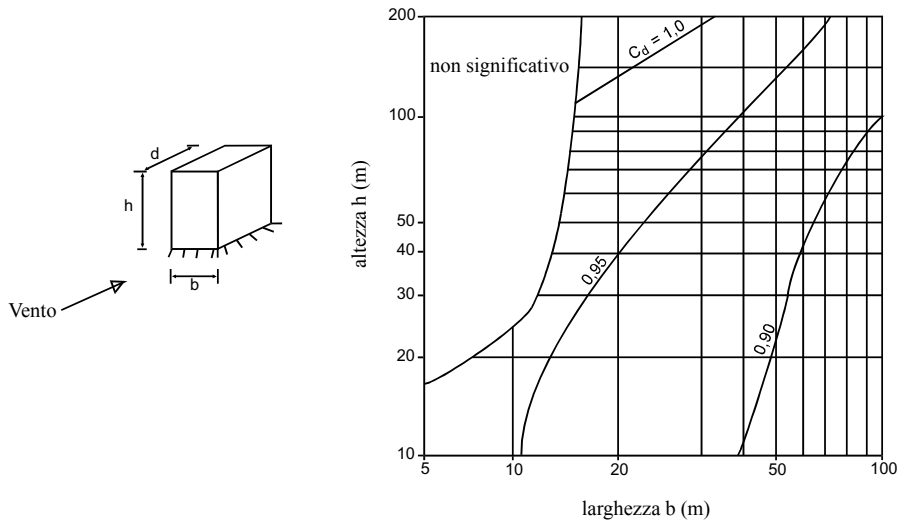 d
h
b
Vento
altezza h (m)
200
100
50
40
30
20
10
non significativo
C_d = 1,0
0,95
0,90
5
10
20
50
100
larghezza b (m)